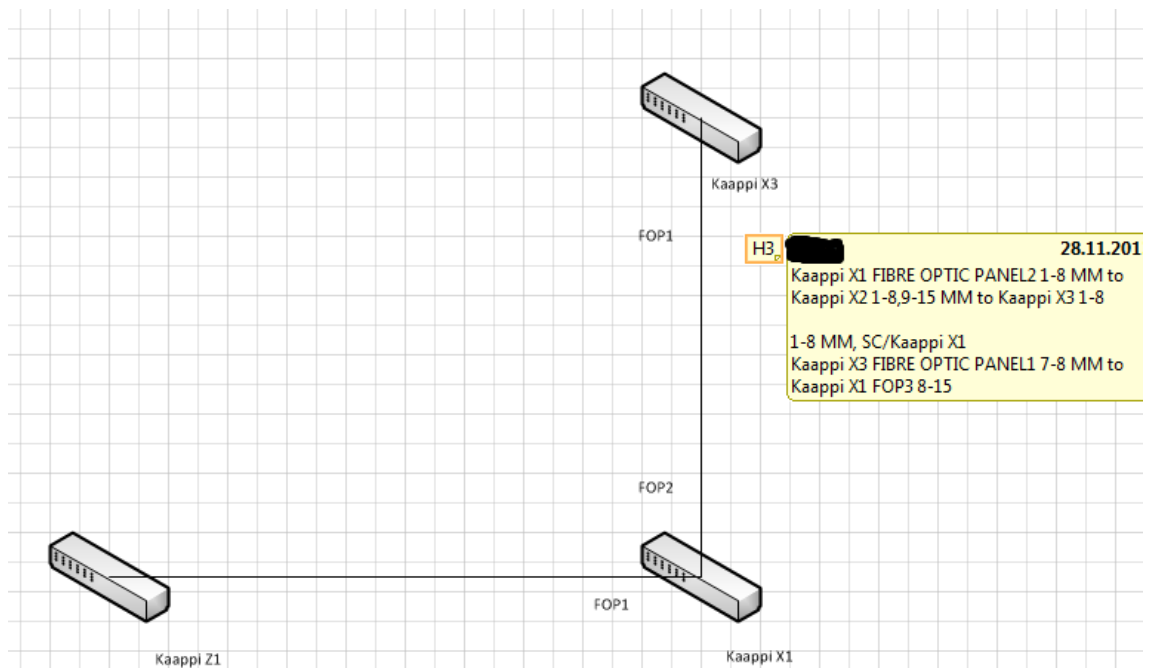 Kaappi X3
FOP1
H3
28.11.201
Kaappi X1 FIBRE OPTIC PANEL2 1-8 MM to
Kaappi X2 1-8,9-15 MM to Kaappi X3 1-8
1-8 MM, SC/Kaappi X1
Kaappi X3 FIBRE OPTIC PANEL1 7-8 MM to
Kaappi X1 FOP3 8-15
FOP2
FOP1
Kaappi Z1
Kaappi X1